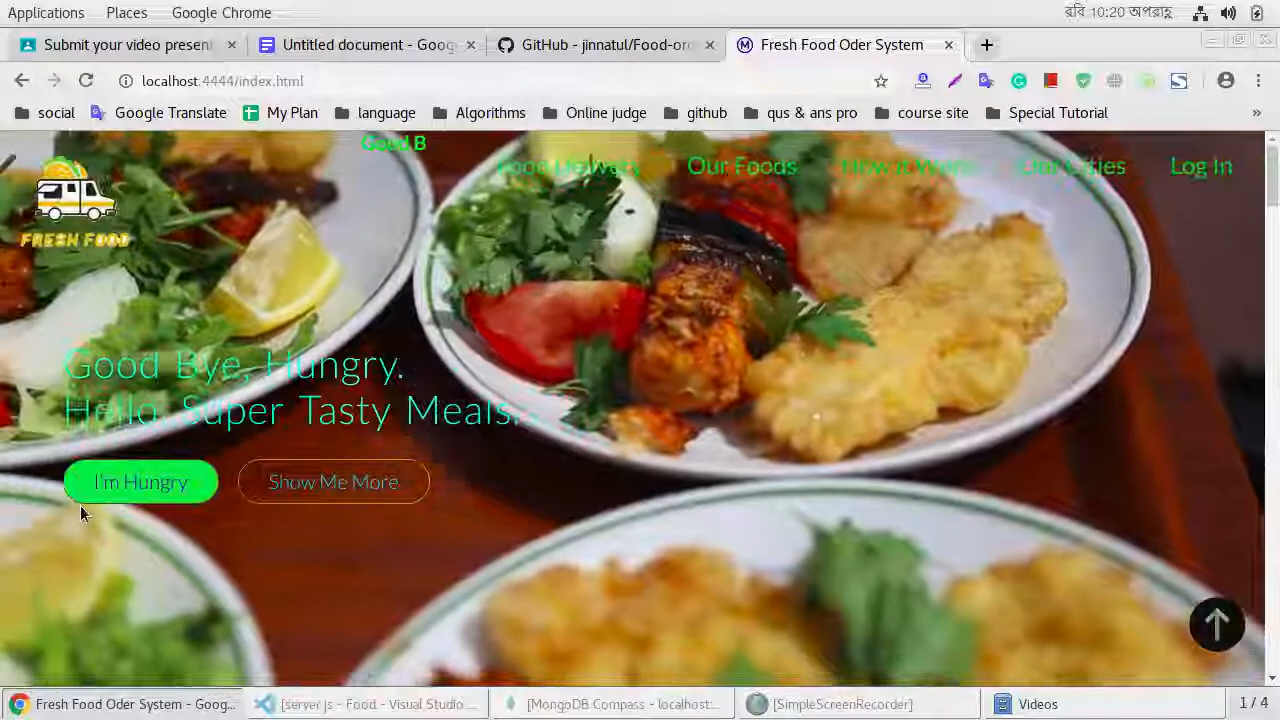 Applications Places Google Chrome রবি 10:20 অপরাহ্ণ
Submit your video presen Untitled document - Goog GitHub - jinnatul/Food-ord Fresh Food Oder System
localhost:4444/index.html
social Google Translate My Plan language Algorithms Online judge github qus & ans pro course site Special Tutorial »
Good B
Food Delivery Our Foods How it Works Our Cities Log In
FRESH FOOD
Good Bye, Hungry.
Hello, Super Tasty Meals..
I'm Hungry Show Me More
Fresh Food Oder System - Goog... [server.js - Food - Visual Studio ... [MongoDB Compass - localhost:... [SimpleScreenRecorder] Videos 1 / 4